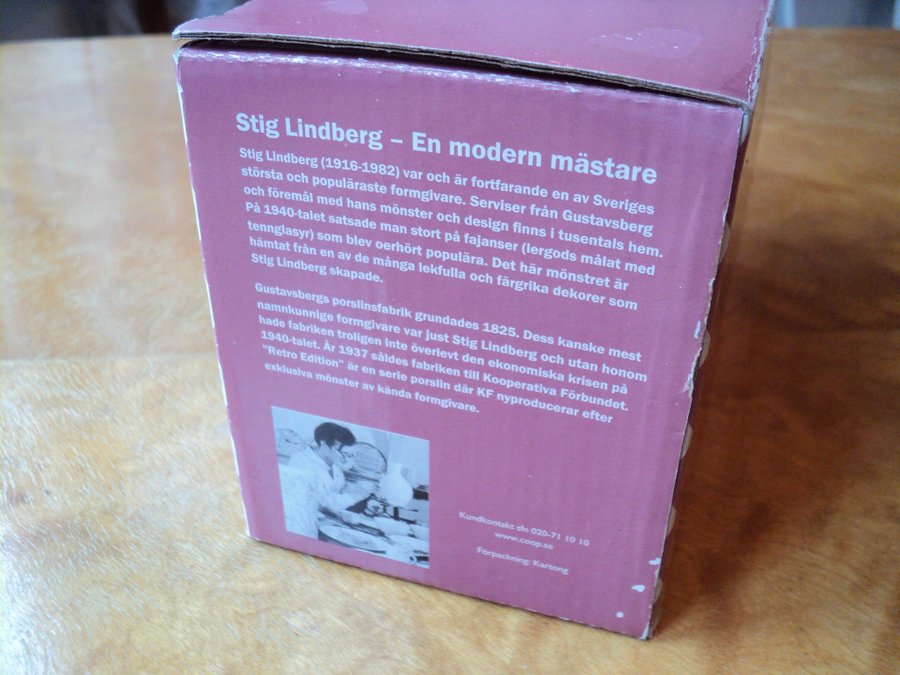 Stig Lindberg – En modern mästare
Stig Lindberg (1916-1982) var och är fortfarande en av Sveriges
största och populäraste formgivare. Serviser från Gustavsberg
och föremål med hans mönster och design finns i tusentals hem.
På 1940-talet satsade man stort på fajanser (lergods målat med
tennglasyr) som blev oerhört populära. Det här mönstret är
hämtat från en av de många lekfulla och färgrika dekorer som
Stig Lindberg skapade.
Gustavsbergs porslinsfabrik grundades 1825. Dess kanske mest
namnkunnige formgivare var just Stig Lindberg och utan honom
hade fabriken troligen inte överlevt den ekonomiska krisen på
1940-talet. År 1937 såldes fabriken till Kooperativa Förbundet.
"Retro Edition" är en serie porslin där KF nyproducerar efter
exklusiva mönster av kända formgivare.
Kundkontakt tfn 020-71 10 10
www.coop.se
Förpackning: Kartong